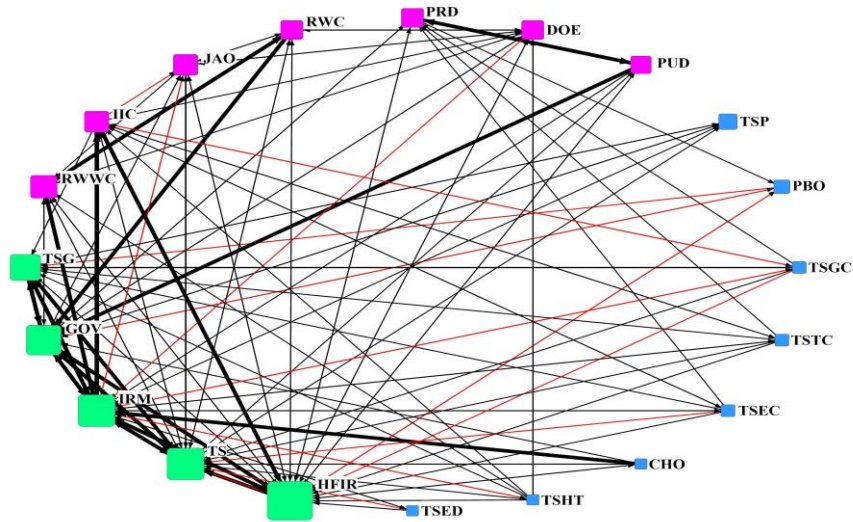 PRD
RWC
DOE
JAO
PUD
IIC
TSP
RWWC
PBO
TSG
TSGC
GOV
TSTC
IRM
TSEC
TS
CHO
HFIR
TSHT
TSED